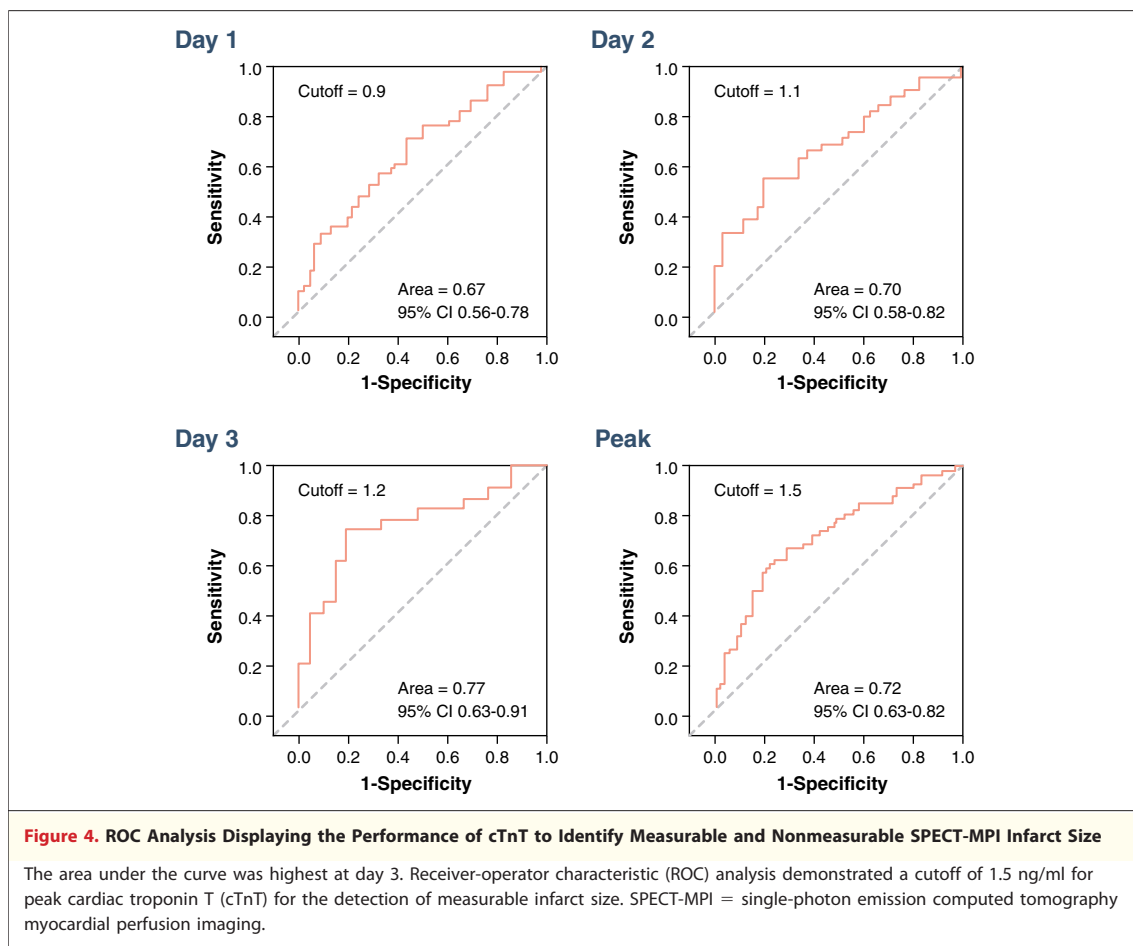 Day 1
Cutoff = 0.9
Sensitivity
1.0
0.8
0.6
0.4
0.2
0.0
Area = 0.67
95% CI 0.56-0.78
0.0 0.2 0.4 0.6 0.8 1.0
1-Specificity
Day 2
Cutoff = 1.1
Sensitivity
1.0
0.8
0.6
0.4
0.2
0.0
Area = 0.70
95% CI 0.58-0.82
0.0 0.2 0.4 0.6 0.8 1.0
1-Specificity
Day 3
Cutoff = 1.2
Sensitivity
1.0
0.8
0.6
0.4
0.2
0.0
Area = 0.77
95% CI 0.63-0.91
0.0 0.2 0.4 0.6 0.8 1.0
1-Specificity
Peak
Cutoff = 1.5
Sensitivity
1.0
0.8
0.6
0.4
0.2
0.0
Area = 0.72
95% CI 0.63-0.82
0.0 0.2 0.4 0.6 0.8 1.0
1-Specificity
Figure 4. ROC Analysis Displaying the Performance of cTnT to Identify Measurable and Nonmeasurable SPECT-MPI Infarct Size
The area under the curve was highest at day 3. Receiver-operator characteristic (ROC) analysis demonstrated a cutoff of 1.5 ng/ml for
peak cardiac troponin T (cTnT) for the detection of measurable infarct size. SPECT-MPI = single-photon emission computed tomography
myocardial perfusion imaging.